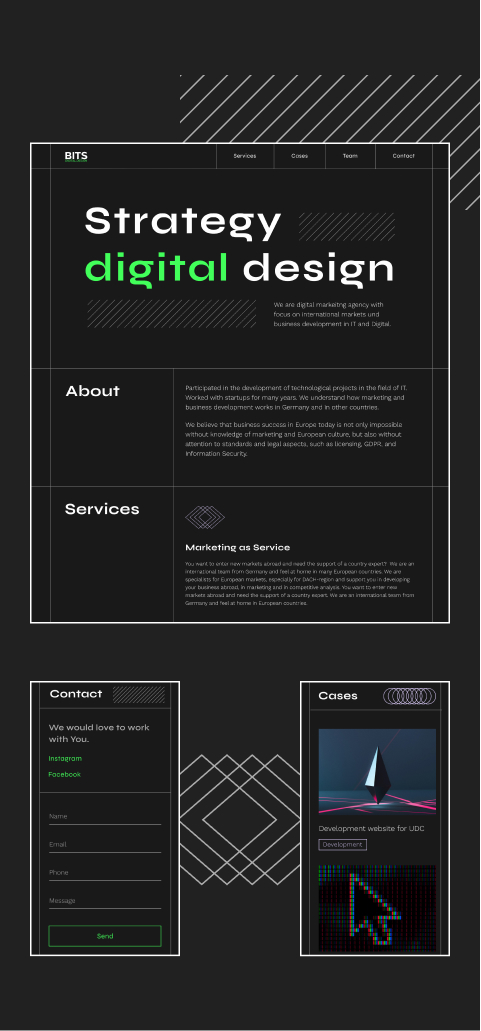 BITS
Services
Cases
Team
Contact
Strategy
digital design
We are digital markeitng agency with
focus on international markets und
business development in IT and Digital.
About
Participated in the development of technological projects in the field of IT.
Worked with startups for many years. We understand how marketing and
business development works in Germany and in other countries.
We believe that business success in Europe today is not only impossible
without knowledge of marketing and European culture, but also without
attention to standards and legal aspects, such as licensing, GDPR, and
Information Security.
Services
Marketing as Service
You want to enter new markets abroad and need the support of a country expert? We are an
international team from Germany and feel at home in many European countries. We are
specialists for European markets, especially for DACH-region and support you in developing
your business abroad, in marketing and in competitive analysis. You want to enter new
markets abroad and need the support of a country expert. We are an international team from
Germany and feel at home in European countries.
Contact
We would love to work
with You.
Instagram
Facebook
Name
Email
Phone
Message
Send
Cases
Development website for UDC
Development